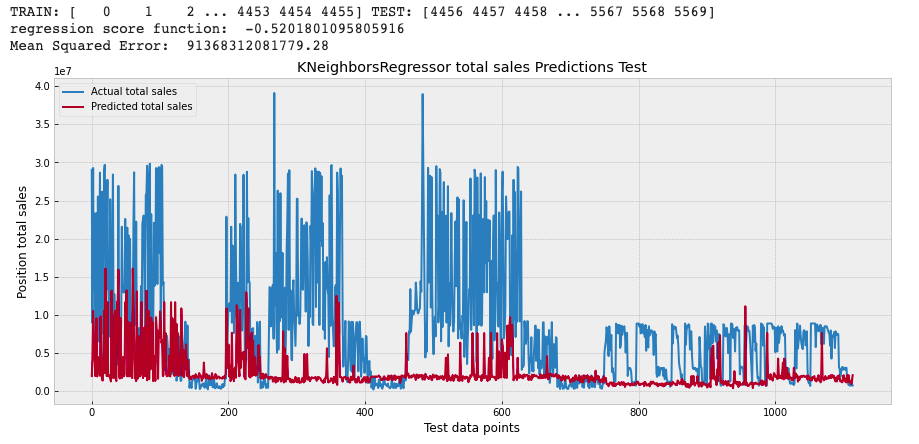 TRAIN: [   0    1    2 ... 4453 4454 4455] TEST: [4456 4457 4458 ... 5567 5568 5569]
regression score function:  -0.5201801095805916
Mean Squared Error:  91368312081779.28
KNeighborsRegressor total sales Predictions Test
1e7
Actual total sales
Predicted total sales
4.0
3.5
3.0
2.5
2.0
1.5
1.0
0.5
0.0
Position total sales
0 200 400 600 800 1000
Test data points